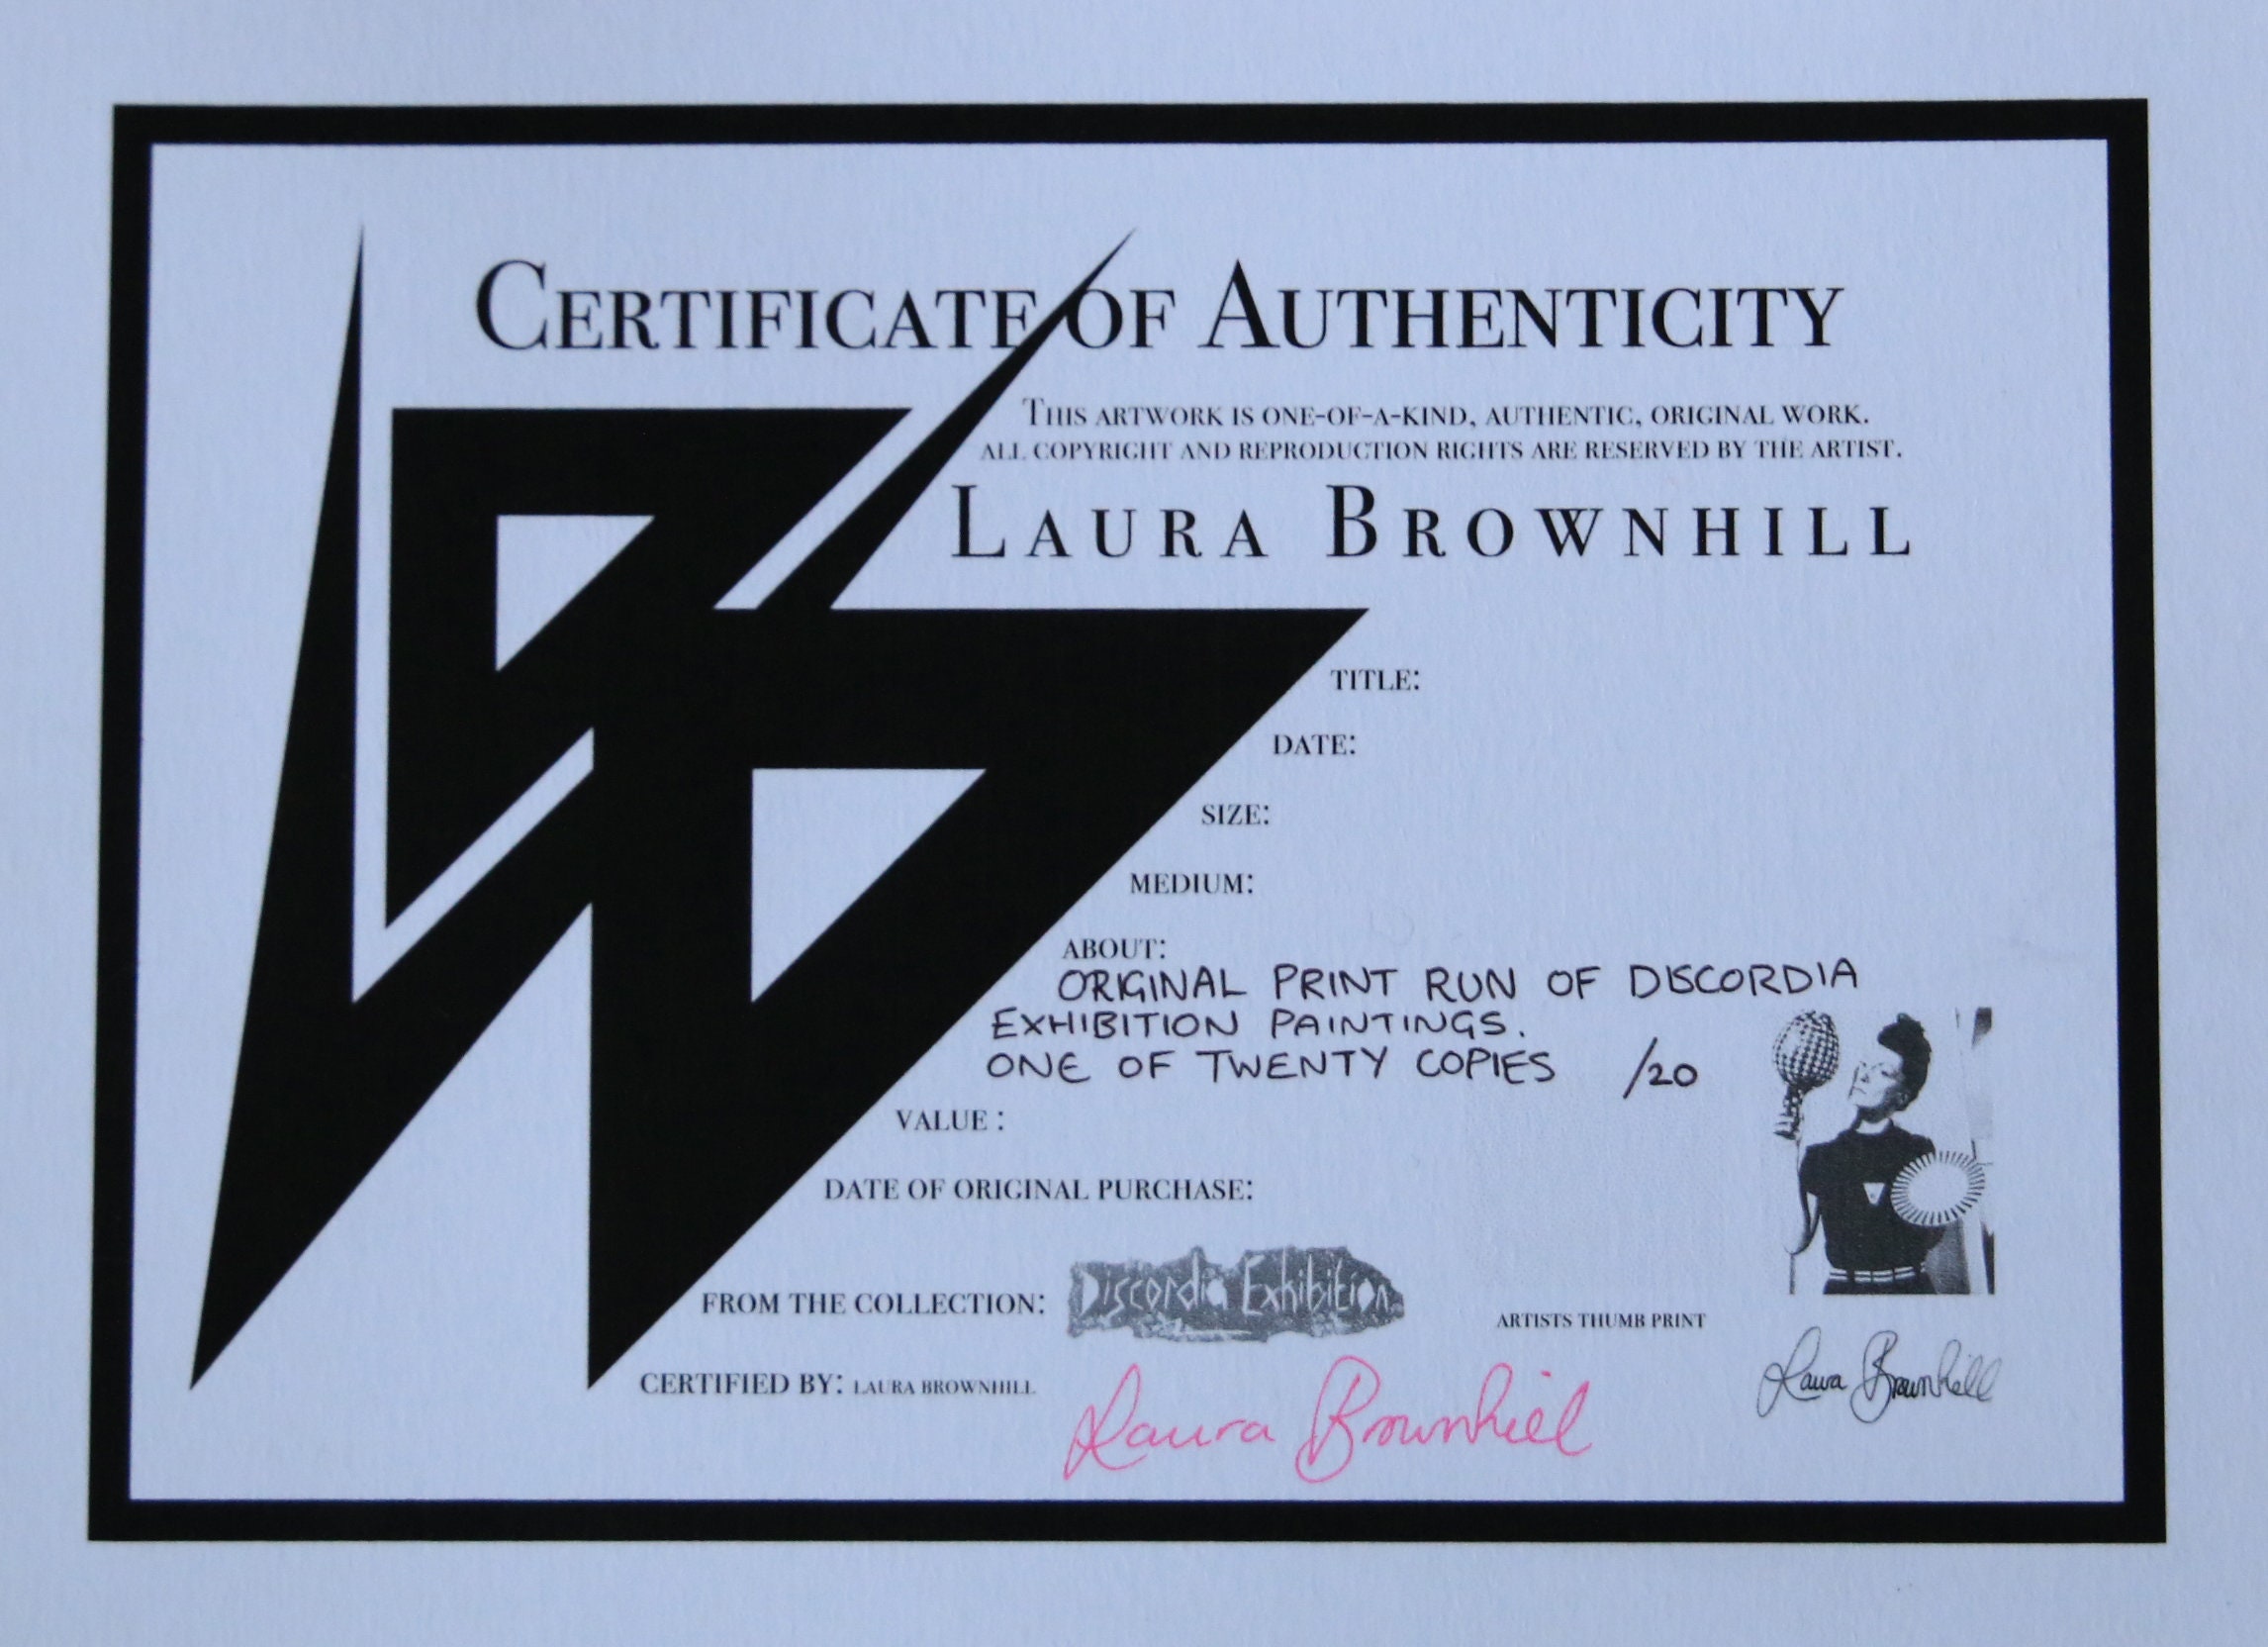 Certificate of Authenticity
This artwork is one-of-a-kind, authentic, original work.
all copyright and reproduction rights are reserved by the artist.
Laura Brownhill
title:
date:
size:
medium:
about:
ORIGINAL PRINT RUN OF DISCORDIA
EXHIBITION PAINTINGS.
ONE OF TWENTY COPIES /20
value :
date of original purchase:
from the collection: Discordia Exhibition
artists thumb print
certified by: laura brownhill
Laura Brownhill
Laura Brownhill